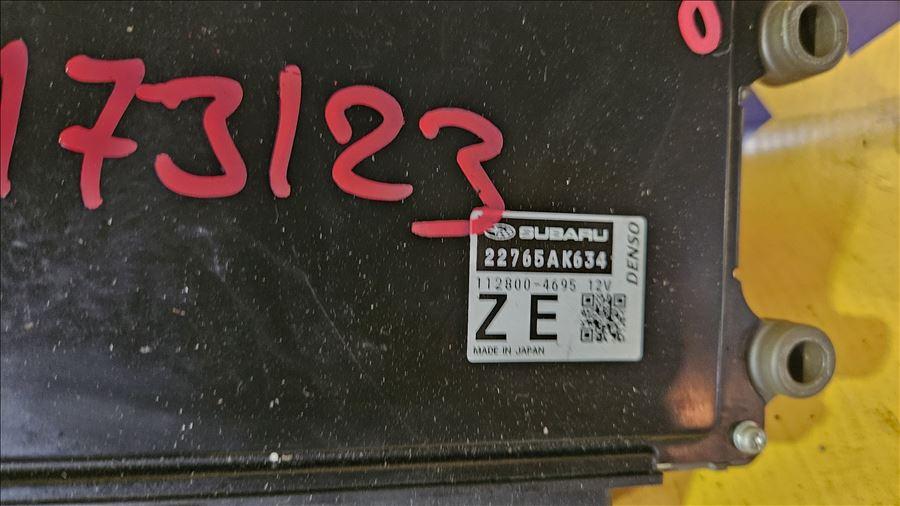 0
173123
SUBARU
22765AK634
112800-4695 12V
DENSO
ZE
MADE IN JAPAN